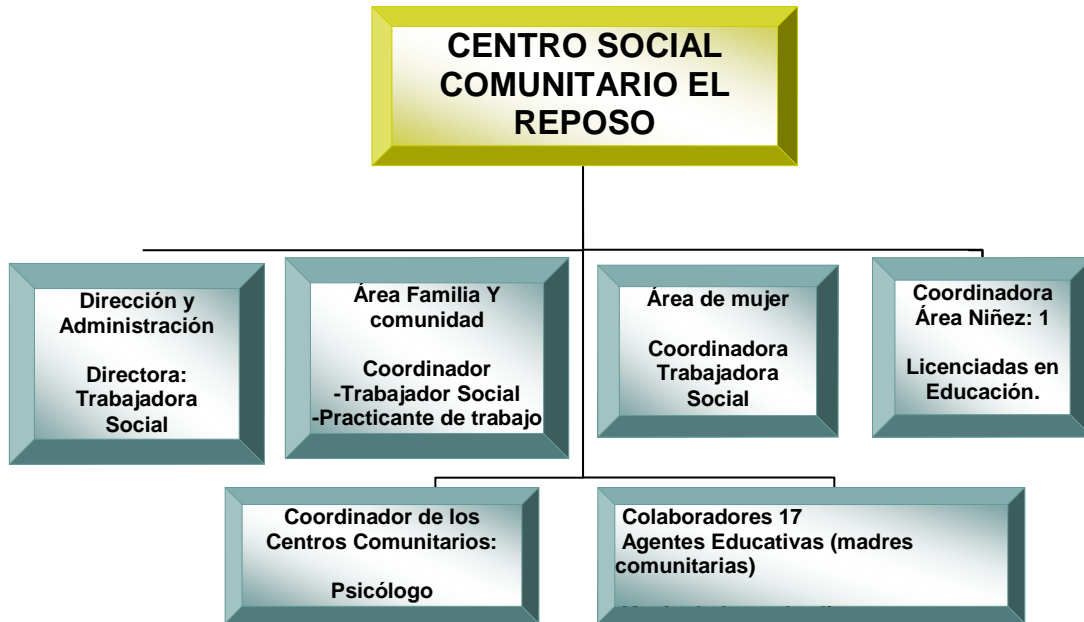 CENTRO SOCIAL
COMUNITARIO EL
REPOSO
Dirección y
Administración
Directora:
Trabajadora
Social
Área Familia Y
comunidad
Coordinador
-Trabajador Social
-Practicante de trabajo
Área de mujer
Coordinadora
Trabajadora
Social
Coordinadora
Área Niñez: 1
Licenciadas en
Educación.
Coordinador de los
Centros Comunitarios:
Psicólogo
Colaboradores 17
Agentes Educativas (madres
comunitarias)